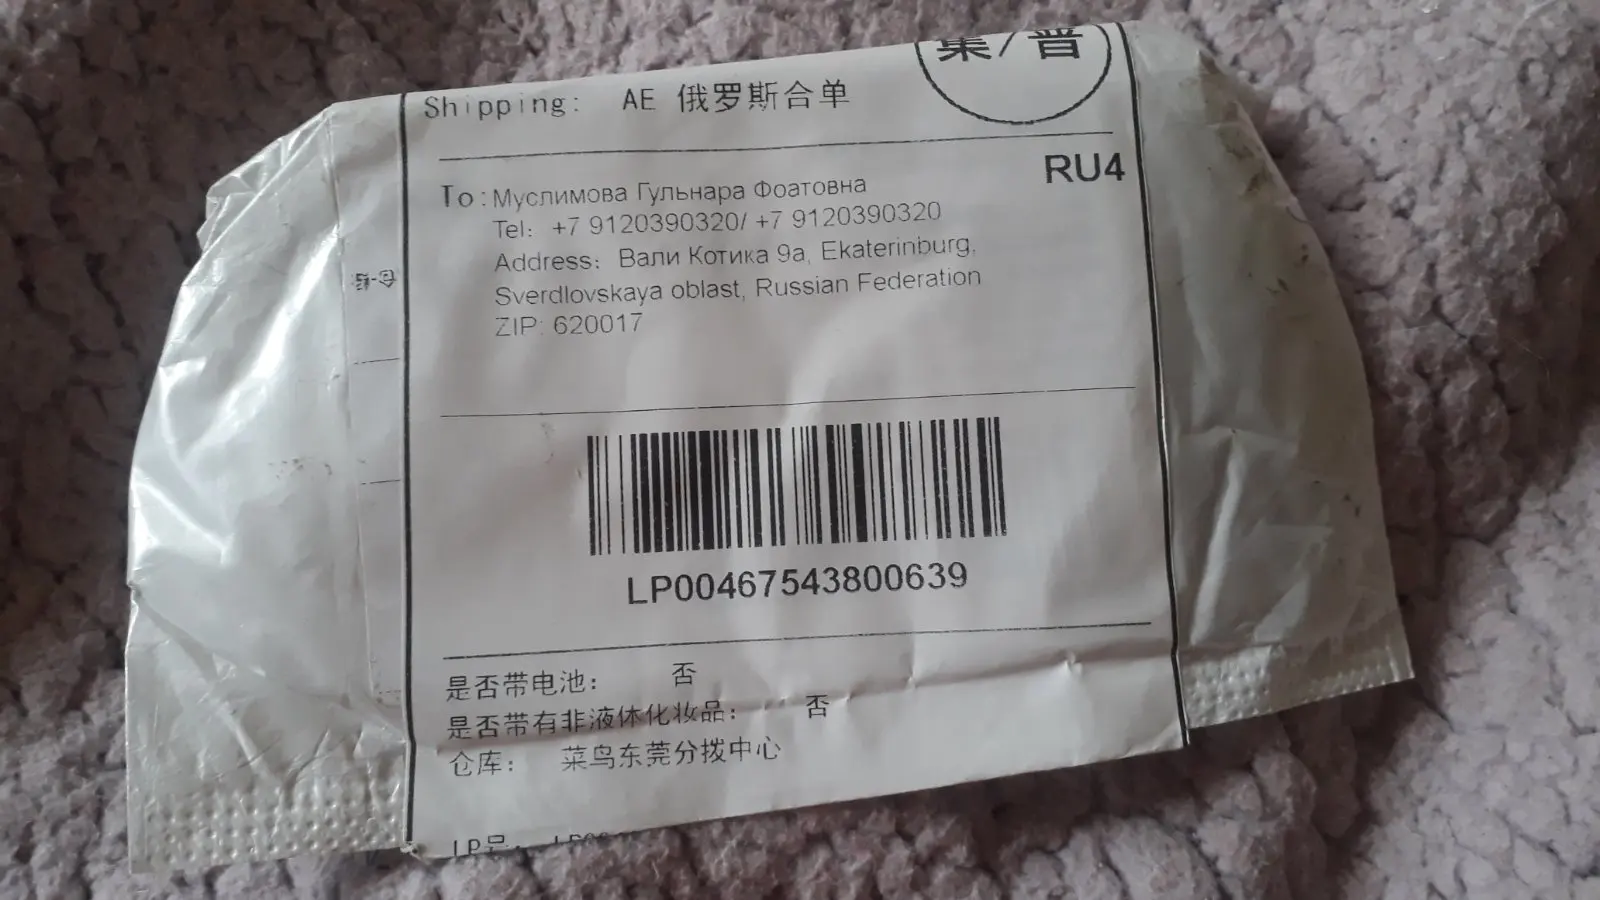 集/普
Shipping: AE 俄罗斯合单
RU4
To: Муслимова Гульнара Фоатовна
Tel: +7 9120390320/ +7 9120390320
Address: Вали Котика 9а, Ekaterinburg,
Sverdlovskaya oblast, Russian Federation
ZIP: 620017
LP00467543800639
是否带电池: 否
是否带有非液体化妆品: 否
仓库: 菜鸟东莞分拨中心
LP号: